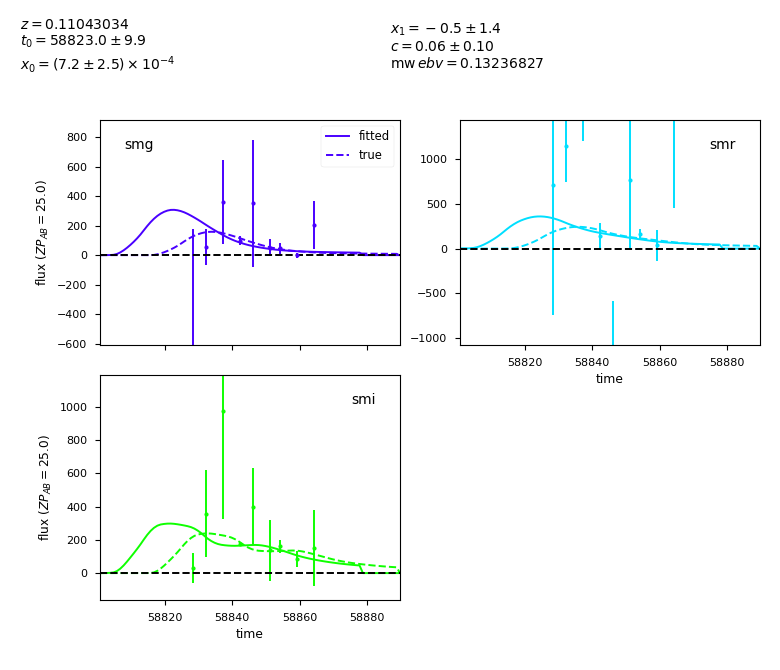 z = 0.11043034
t₀ = 58823.0 ± 9.9
x₀ = (7.2 ± 2.5) × 10⁻⁴
x₁ = −0.5 ± 1.4
c = 0.06 ± 0.10
mw ebv = 0.13236827
smg
fitted
true
800
600
400
200
0
−200
−400
−600
flux (ZP_AB = 25.0)
smr
1000
500
0
−500
−1000
58820 58840 58860 58880
time
smi
1000
800
600
400
200
0
flux (ZP_AB = 25.0)
58820 58840 58860 58880
time